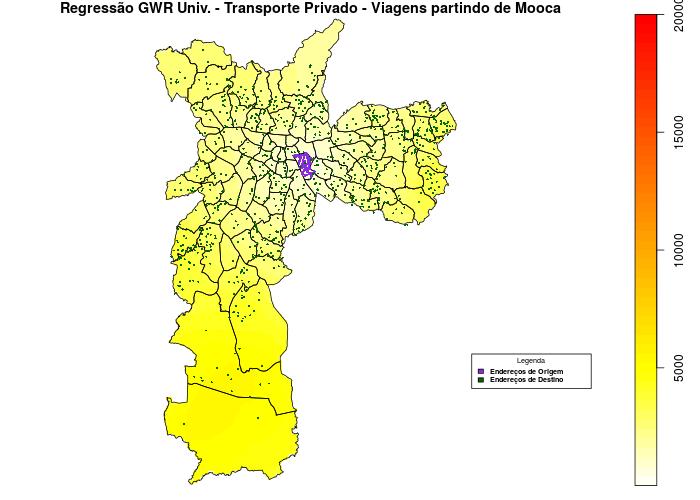 Regressão GWR Univ. - Transporte Privado - Viagens partindo de Mooca
20000
15000
10000
5000
Legenda
Endereços de Origem
Endereços de Destino